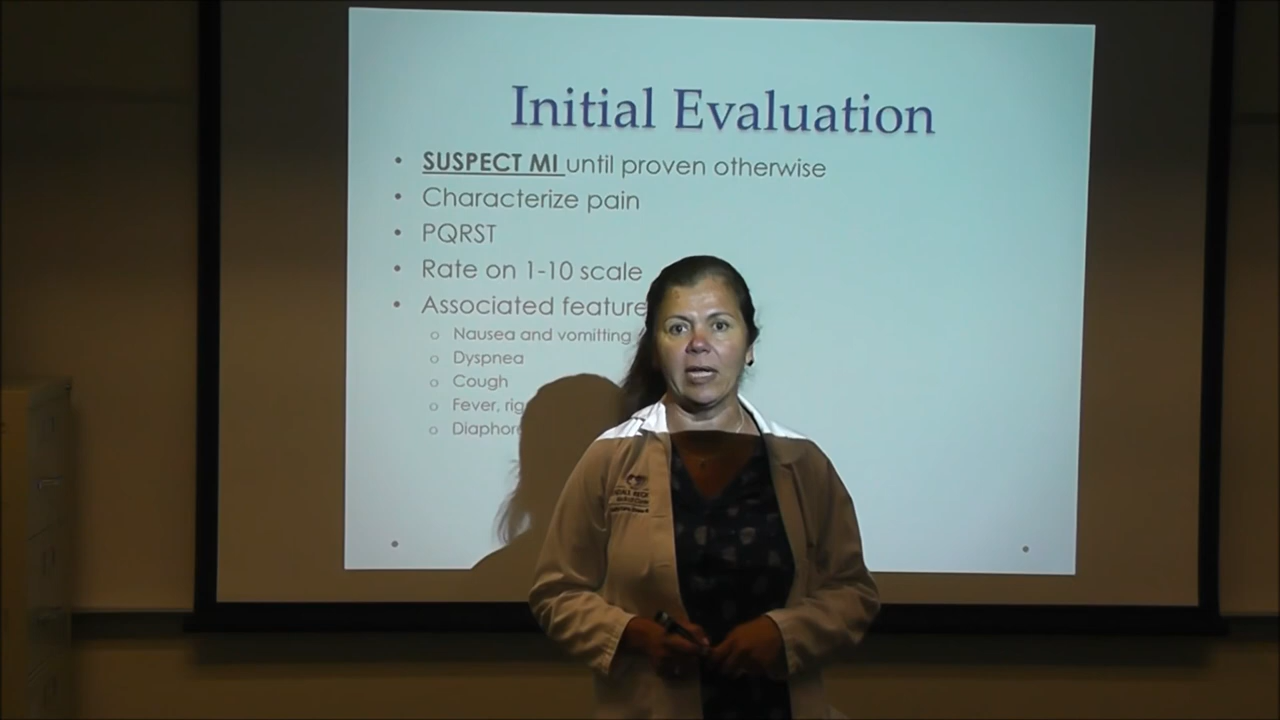 Initial Evaluation
• SUSPECT MI until proven otherwise
• Characterize pain
• PQRST
• Rate on 1-10 scale
• Associated feature
o Nausea and vomitting
o Dyspnea
o Cough
o Fever, rig
o Diaphor